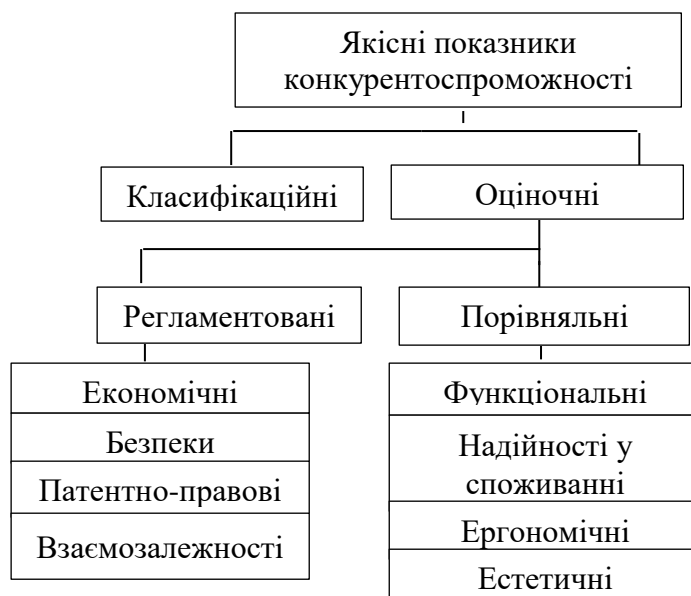 Якісні показники
конкурентоспроможності
Класифікаційні
Оціночні
Регламентовані
Порівняльні
Економічні
Безпеки
Патентно-правові
Взаємозалежності
Функціональні
Надійності у
споживанні
Ергономічні
Естетичні